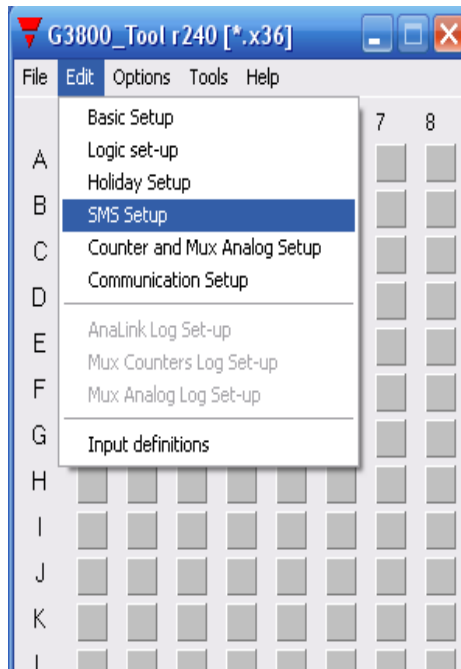 G3800_Tool r240 [*.x36]
File Edit Options Tools Help
Basic Setup
Logic set-up
Holiday Setup
SMS Setup
Counter and Mux Analog Setup
Communication Setup
AnaLink Log Set-up
Mux Counters Log Set-up
Mux Analog Log Set-up
Input definitions
7 8
A
B
C
D
E
F
G
H
I
J
K
L